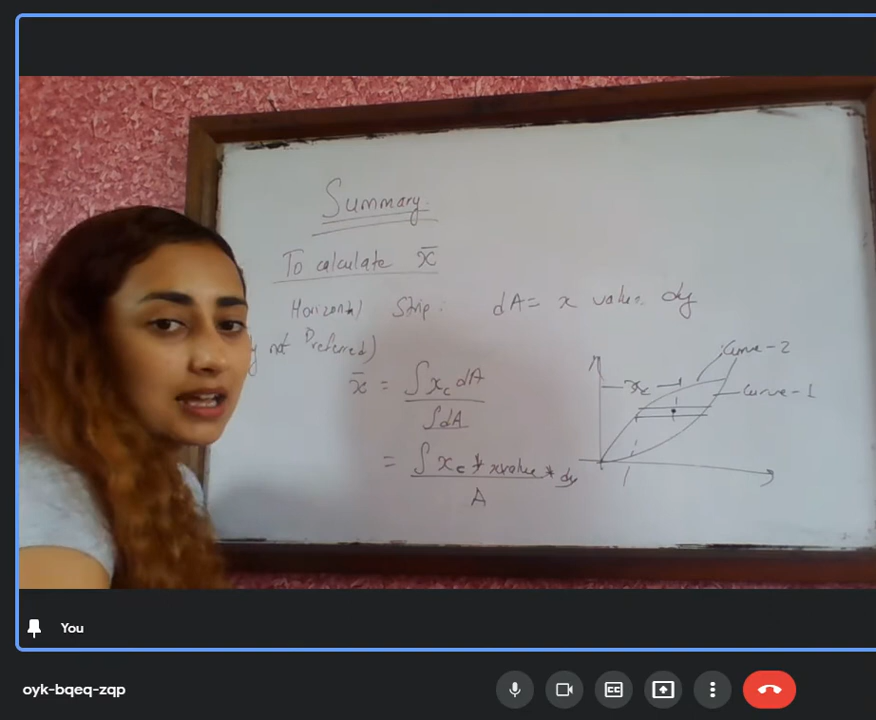 Summary.
To calculate x̄
Horizontal Strip: dA = x value dy
not Preferred)
x̄ = ∫ x_c dA
∫ dA
= ∫ x_c * xvalue * dy
A
x_c
Curve-2
Curve-1
You
oyk-bqeq-zqp
CC